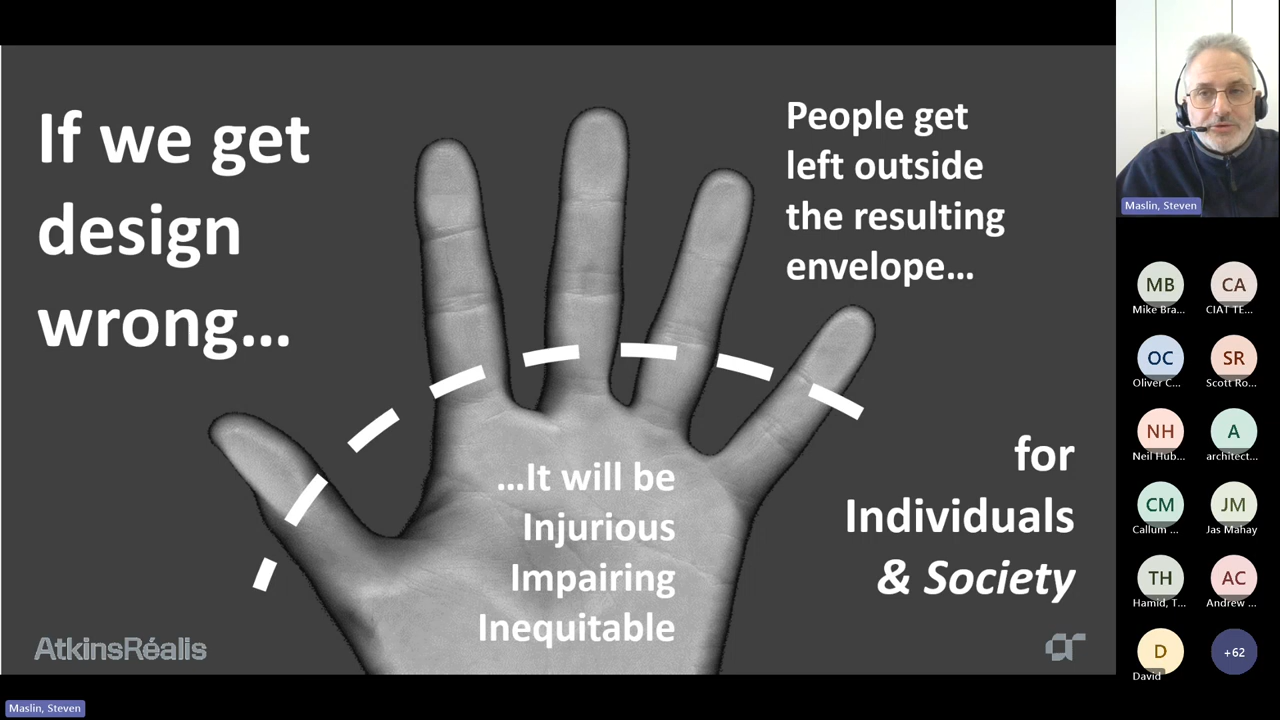 If we get
design
wrong...
People get
left outside
the resulting
envelope...
...It will be
Injurious
Impairing
Inequitable
for
Individuals
& Society
AtkinsRéalis
Maslin, Steven
MB
Mike Bra...
CA
CIAT TE...
OC
Oliver C...
SR
Scott Ro...
NH
Neil Hub...
A
architect...
CM
Callum ...
JM
Jas Mahay
TH
Hamid, T...
AC
Andrew ...
D
David
+62
Maslin, Steven